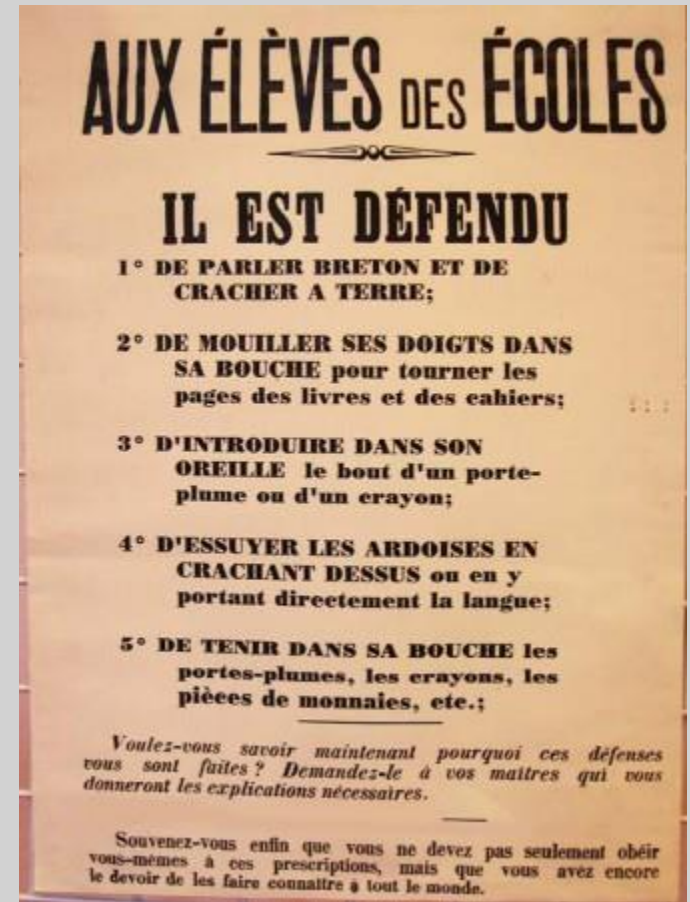 AUX ÉLÈVES DES ÉCOLES
IL EST DÉFENDU
1° DE PARLER BRETON ET DE
CRACHER A TERRE;
2° DE MOUILLER SES DOIGTS DANS
SA BOUCHE pour tourner les
pages des livres et des cahiers;
3° D'INTRODUIRE DANS SON
OREILLE le bout d'un porte-
plume ou d'un crayon;
4° D'ESSUYER LES ARDOISES EN
CRACHANT DESSUS ou en y
portant directement la langue;
5° DE TENIR DANS SA BOUCHE les
portes-plumes, les crayons, les
pièces de monnaies, etc.;
Voulez-vous savoir maintenant pourquoi ces défenses
vous sont faites ? Demandez-le à vos maîtres qui vous
donneront les explications nécessaires.
Souvenez-vous enfin que vous ne devez pas seulement obéir
vous-mêmes à ces prescriptions, mais que vous avez encore
le devoir de les faire connaître à tout le monde.